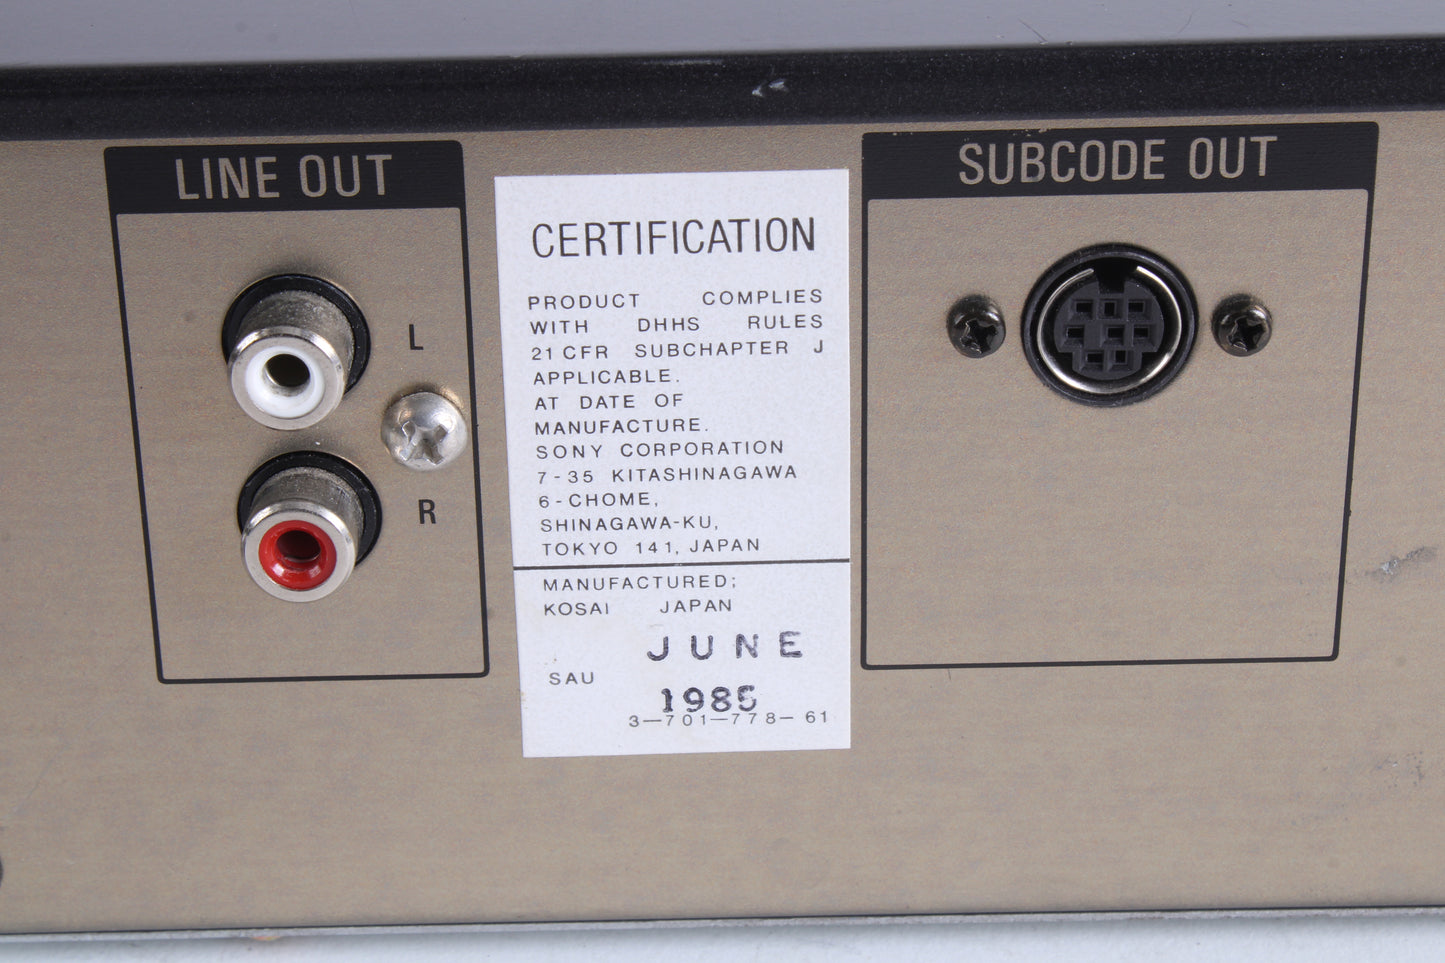 LINE OUT
L
R
CERTIFICATION
PRODUCT COMPLIES
WITH DHHS RULES
21 CFR SUBCHAPTER J
APPLICABLE.
AT DATE OF
MANUFACTURE.
SONY CORPORATION
7-35 KITASHINAGAWA
6-CHOME,
SHINAGAWA-KU,
TOKYO 141, JAPAN
MANUFACTURED;
KOSAI JAPAN
JUNE
SAU
1985
3-701-778-61
SUBCODE OUT